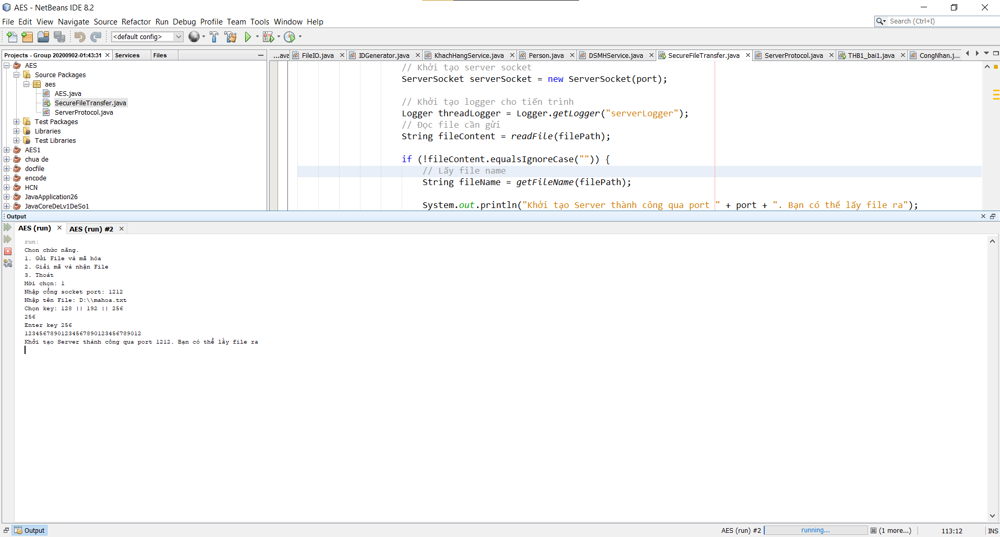 AES - NetBeans IDE 8.2
File Edit View Navigate Source Refactor Run Debug Profile Team Tools Window Help
Search (Ctrl+I)
<default config>
Projects - Group 20200902-01:43:31 Services Files
...ava FileIO.java IDGenerator.java KhachHangService.java Person.java DSMHService.java SecureFileTransfer.java ServerProtocol.java THB1_bai1.java CongNhan.j...
AES
Source Packages
aes
AES.java
SecureFileTransfer.java
ServerProtocol.java
Test Packages
Libraries
Test Libraries
AES1
chua de
docfile
encode
HCN
JavaApplication26
JavaCoreDeLv1DeSo1
// Khởi tạo server socket
ServerSocket serverSocket = new ServerSocket(port);
// Khởi tạo logger cho tiến trình
Logger threadLogger = Logger.getLogger("serverLogger");
// Đọc file cần gửi
String fileContent = readFile(filePath);
if (!fileContent.equalsIgnoreCase("")) {
// Lấy file name
String fileName = getFileName(filePath);
System.out.println("Khởi tạo Server thành công qua port " + port + ". Bạn có thể lấy file ra");
Output
AES (run) AES (run) #2
run:
Chon chức năng.
1. Gửi File và mã hóa
2. Giải mã và nhận File
3. Thoát
Mời chọn: 1
Nhập cổng socket port: 1212
Nhập tên File: D:\\mahoa.txt
Chọn key: 128 || 192 || 256
256
Enter key 256
12345678901234567890123456789012
Khởi tạo Server thành công qua port 1212. Bạn có thể lấy file ra
Output
AES (run) #2 running... (1 more...) 113:12 INS